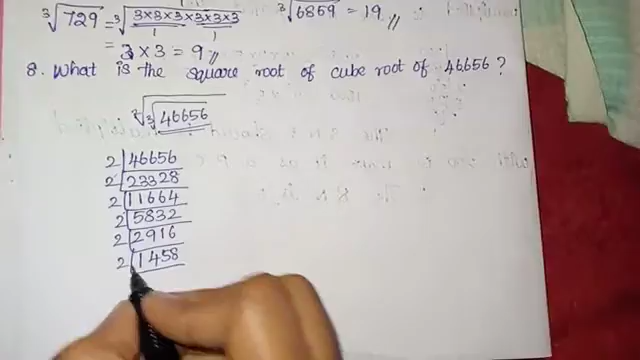 ∛729 = ∛3×3×3×3×3×3
∛6859 = 19 //
= 3 × 3 = 9 //
8. What is the square root of cube root of 46656 ?
²√∛46656
2 | 46656
2 | 23328
2 | 11664
2 | 5832
2 | 2916
2 | 1458